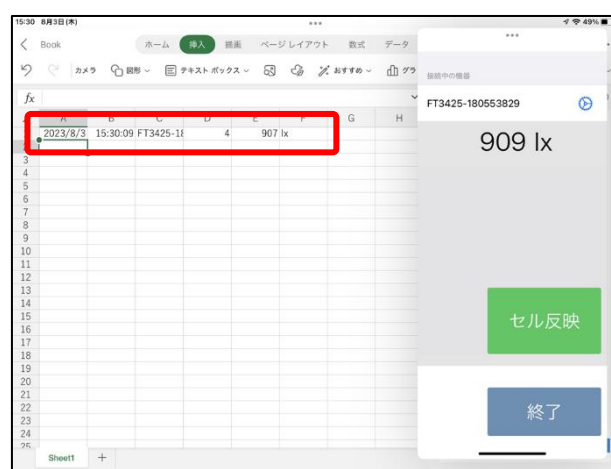 15:30 8月3日(木)
49%
Book
ホーム 挿入 描画 ページ レイアウト 数式 データ
カメラ 図形 テキスト ボックス おすすめ グラ
fx
A B C D E F G H
2023/8/3 15:30:09 FT3425-18 4 907 lx
3
4
5
6
7
8
9
10
11
12
13
14
15
16
17
18
19
20
21
22
23
24
25
Sheet1 +
接続中の機器
FT3425-180553829
909 lx
セル反映
終了